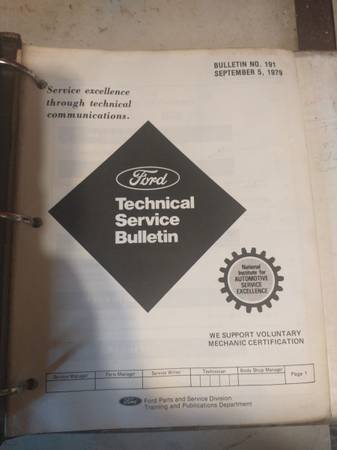 BULLETIN NO. 191
SEPTEMBER 5, 1979
Service excellence
through technical
communications.
Ford
Technical
Service
Bulletin
National
Institute for
AUTOMOTIVE
SERVICE
EXCELLENCE
WE SUPPORT VOLUNTARY
MECHANIC CERTIFICATION
Service Manager Parts Manager Service Writer Technician Body Shop Manager Page 1
Ford Ford Parts and Service Division
Training and Publications Department